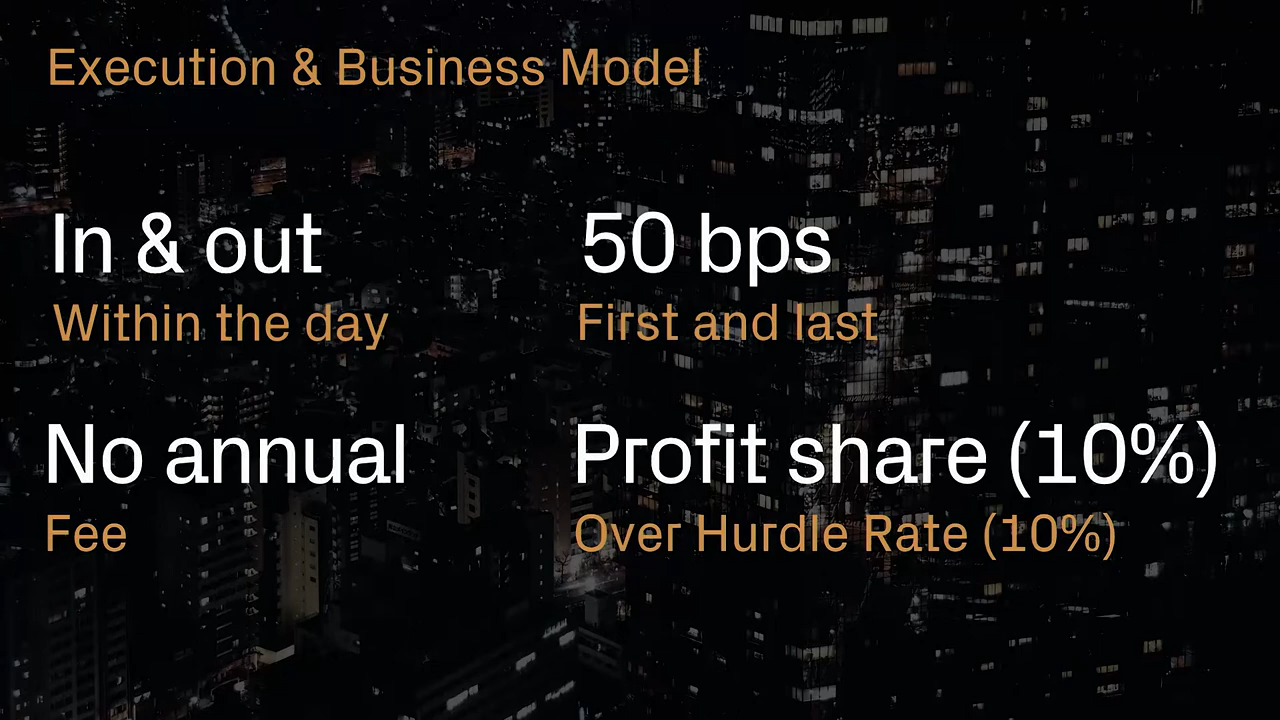 Execution & Business Model
In & out
Within the day
50 bps
First and last
No annual
Fee
Profit share (10%)
Over Hurdle Rate (10%)